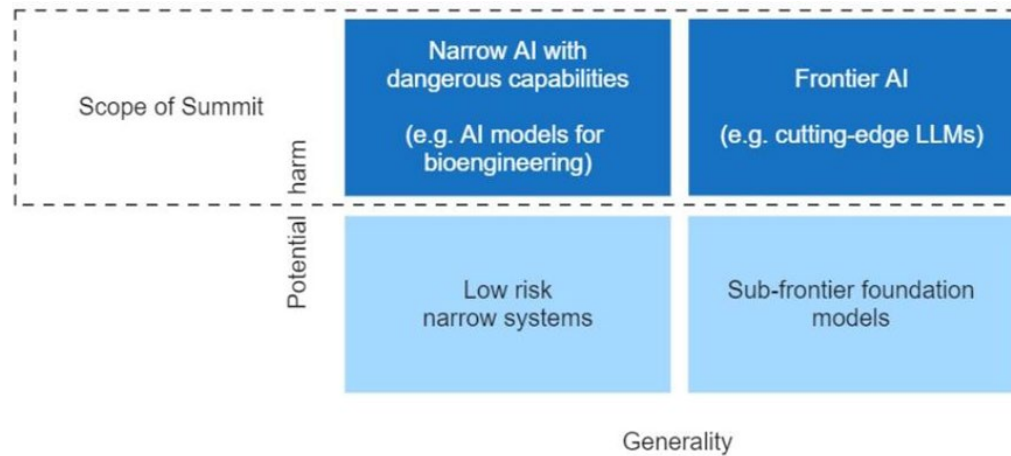 Scope of Summit
Narrow AI with
dangerous capabilities
(e.g. AI models for
bioengineering)
Frontier AI
(e.g. cutting-edge LLMs)
Potential harm
Low risk
narrow systems
Sub-frontier foundation
models
Generality